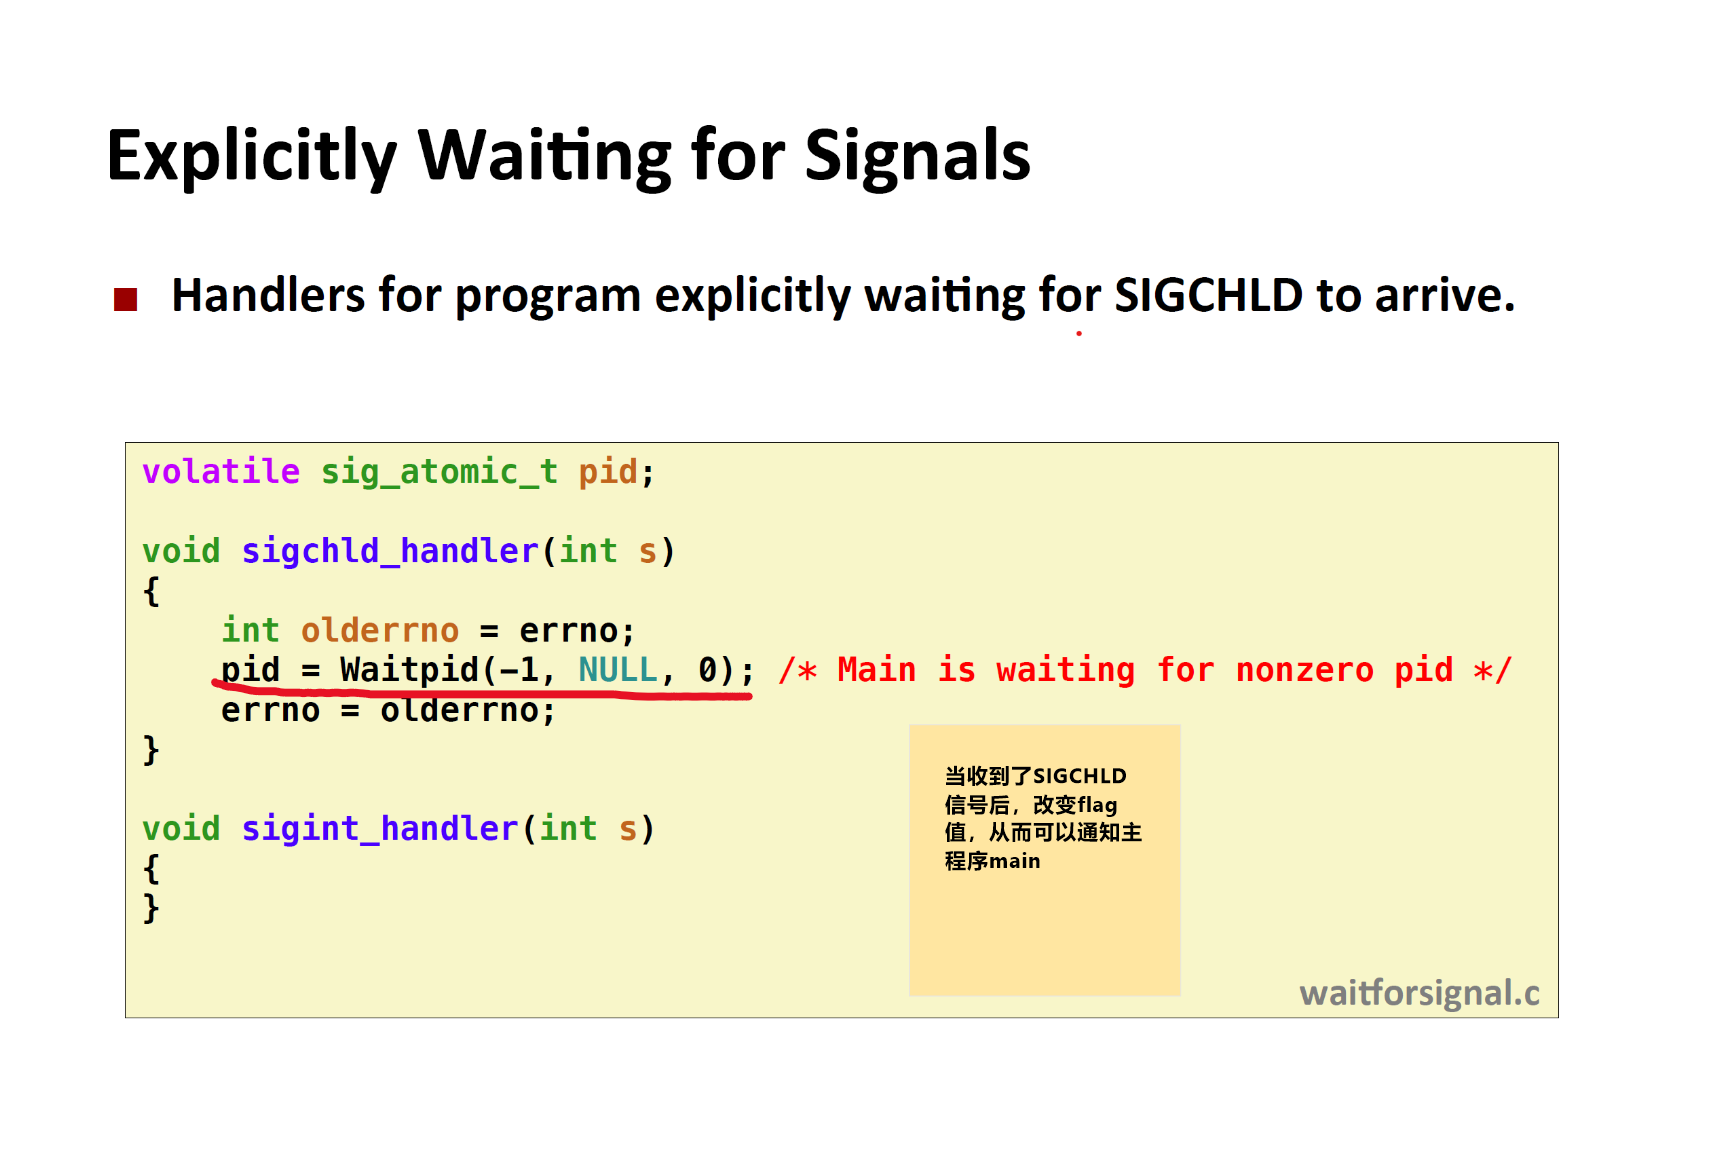 Explicitly Waiting for Signals
Handlers for program explicitly waiting for SIGCHLD to arrive.
volatile sig_atomic_t pid;
void sigchld_handler(int s)
{
    int olderrno = errno;
    pid = Waitpid(-1, NULL, 0); /* Main is waiting for nonzero pid */
    errno = olderrno;
}
void sigint_handler(int s)
{
}
当收到了SIGCHLD
信号后，改变flag
值，从而可以通知主
程序main
waitforsignal.c